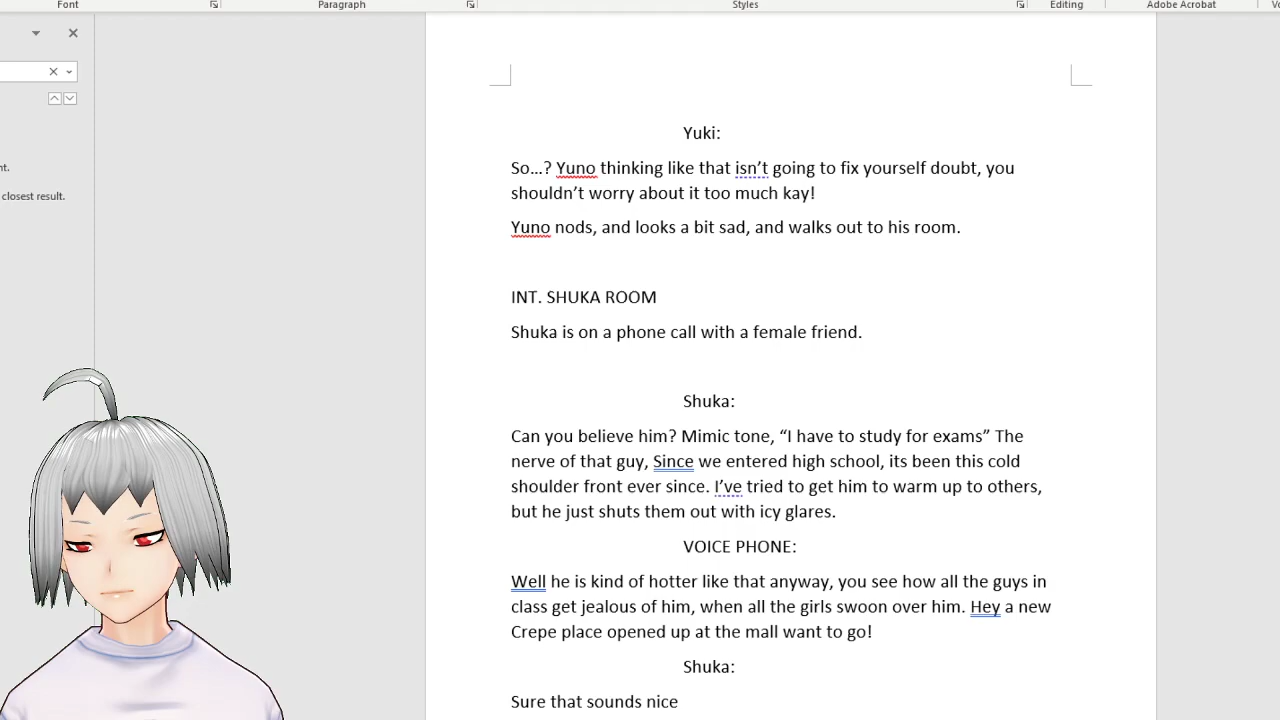 Font
Paragraph
Styles
Editing
Adobe Acrobat
nt.
closest result.
Yuki:
So...? Yuno thinking like that isn’t going to fix yourself doubt, you
shouldn’t worry about it too much kay!
Yuno nods, and looks a bit sad, and walks out to his room.
INT. SHUKA ROOM
Shuka is on a phone call with a female friend.
Shuka:
Can you believe him? Mimic tone, “I have to study for exams” The
nerve of that guy, Since we entered high school, its been this cold
shoulder front ever since. I’ve tried to get him to warm up to others,
but he just shuts them out with icy glares.
VOICE PHONE:
Well he is kind of hotter like that anyway, you see how all the guys in
class get jealous of him, when all the girls swoon over him. Hey a new
Crepe place opened up at the mall want to go!
Shuka:
Sure that sounds nice